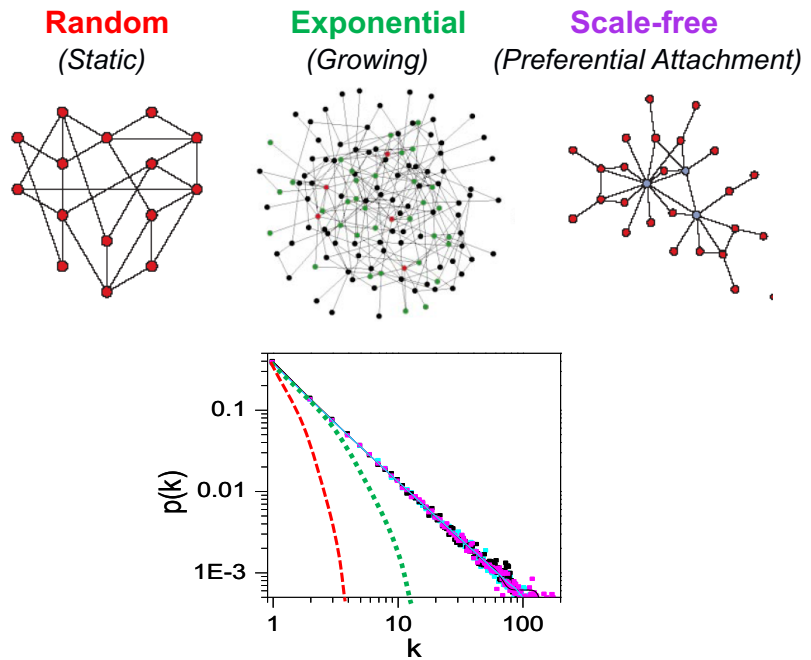 Random
(Static)
Exponential
(Growing)
Scale-free
(Preferential Attachment)
0.1
0.01
1E-3
p(k)
1
10
100
k